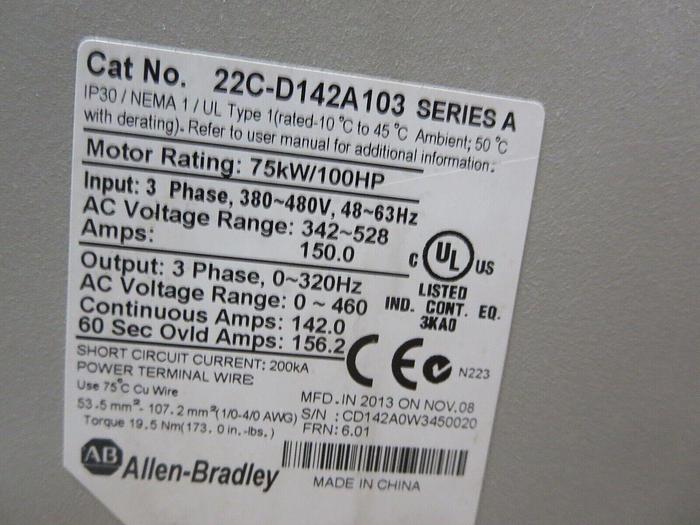 Cat No. 22C-D142A103 SERIES A
IP30 / NEMA 1 / UL Type 1(rated-10 °C to 45 °C Ambient; 50 °C
with derating). Refer to user manual for additional information.
Motor Rating: 75kW/100HP
Input: 3 Phase, 380~480V, 48~63Hz
AC Voltage Range: 342~528
Amps: 150.0
Output: 3 Phase, 0~320Hz
AC Voltage Range: 0 ~ 460
Continuous Amps: 142.0
60 Sec Ovld Amps: 156.2
C UL US
LISTED
IND. CONT. EQ.
3KA0
CE N223
SHORT CIRCUIT CURRENT: 200kA
POWER TERMINAL WIRE:
Use 75°C Cu Wire
53.5 mm²- 107.2 mm²(1/0-4/0 AWG)
Torque 19.5 Nm(173.0 in.-lbs.)
MFD. IN 2013 ON NOV.08
S/N : CD142A0W3450020
FRN: 6.01
AB Allen-Bradley
MADE IN CHINA